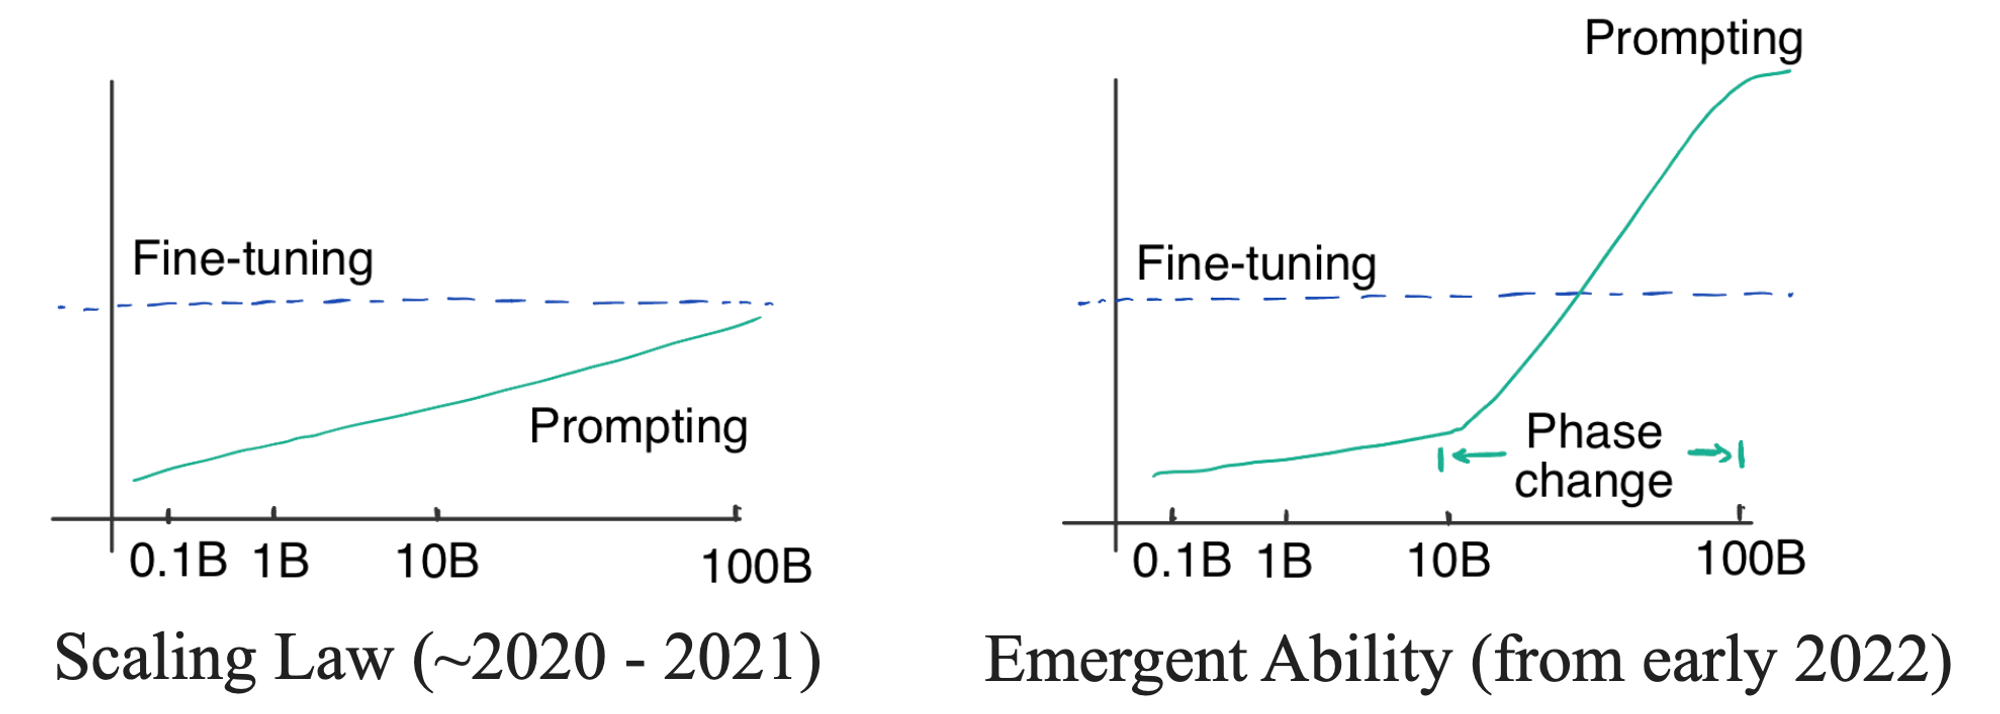 Fine-tuning
Prompting
0.1B 1B 10B 100B
Scaling Law (~2020 - 2021)
Prompting
Fine-tuning
Phase
change
0.1B 1B 10B 100B
Emergent Ability (from early 2022)